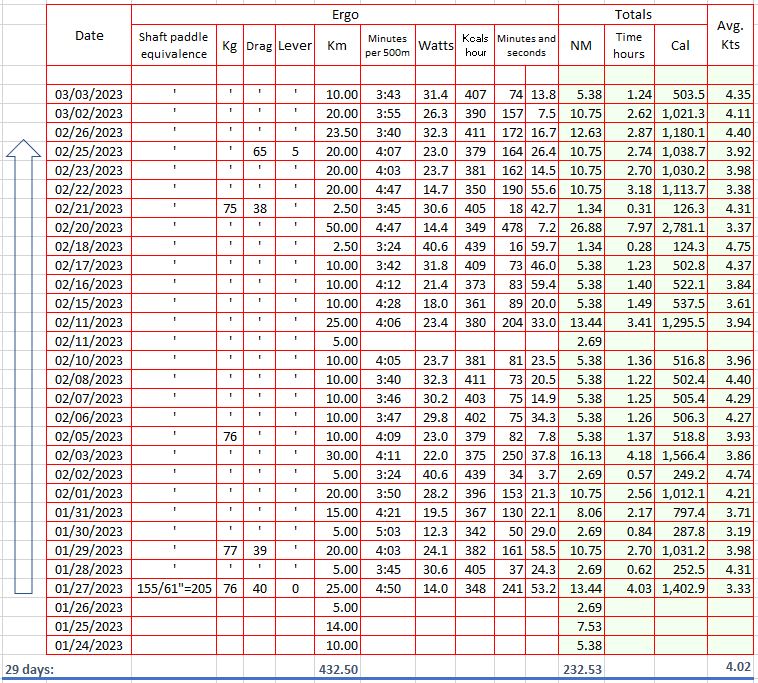 Ergo Totals
Date Shaft paddle equivalence Kg Drag Lever Km Minutes per 500m Watts Kcals hour Minutes and seconds NM Time hours Cal Avg. Kts
03/03/2023 ' ' ' ' 10.00 3:43 31.4 407 74 13.8 5.38 1.24 503.5 4.35
03/02/2023 ' ' ' ' 20.00 3:55 26.3 390 157 7.5 10.75 2.62 1,021.3 4.11
02/26/2023 ' ' ' ' 23.50 3:40 32.3 411 172 16.7 12.63 2.87 1,180.1 4.40
02/25/2023 ' ' 65 5 20.00 4:07 23.0 379 164 26.4 10.75 2.74 1,038.7 3.92
02/23/2023 ' ' ' ' 20.00 4:03 23.7 381 162 14.5 10.75 2.70 1,030.2 3.98
02/22/2023 ' ' ' ' 20.00 4:47 14.7 350 190 55.6 10.75 3.18 1,113.7 3.38
02/21/2023 ' 75 38 ' 2.50 3:45 30.6 405 18 42.7 1.34 0.31 126.3 4.31
02/20/2023 ' ' ' ' 50.00 4:47 14.4 349 478 7.2 26.88 7.97 2,781.1 3.37
02/18/2023 ' ' ' ' 2.50 3:24 40.6 439 16 59.7 1.34 0.28 124.3 4.75
02/17/2023 ' ' ' ' 10.00 3:42 31.8 409 73 46.0 5.38 1.23 502.8 4.37
02/16/2023 ' ' ' ' 10.00 4:12 21.4 373 83 59.4 5.38 1.40 522.1 3.84
02/15/2023 ' ' ' ' 10.00 4:28 18.0 361 89 20.0 5.38 1.49 537.5 3.61
02/11/2023 ' ' ' ' 25.00 4:06 23.4 380 204 33.0 13.44 3.41 1,295.5 3.94
02/11/2023 ' ' ' ' 5.00 2.69
02/10/2023 ' ' ' ' 10.00 4:05 23.7 381 81 23.5 5.38 1.36 516.8 3.96
02/08/2023 ' ' ' ' 10.00 3:40 32.3 411 73 20.5 5.38 1.22 502.4 4.40
02/07/2023 ' ' ' ' 10.00 3:46 30.2 403 75 14.9 5.38 1.25 505.4 4.29
02/06/2023 ' ' ' ' 10.00 3:47 29.8 402 75 34.3 5.38 1.26 506.3 4.27
02/05/2023 ' 76 ' ' 10.00 4:09 23.0 379 82 7.8 5.38 1.37 518.8 3.93
02/03/2023 ' ' ' ' 30.00 4:11 22.0 375 250 37.8 16.13 4.18 1,566.4 3.86
02/02/2023 ' ' ' ' 5.00 3:24 40.6 439 34 3.7 2.69 0.57 249.2 4.74
02/01/2023 ' ' ' ' 20.00 3:50 28.2 396 153 21.3 10.75 2.56 1,012.1 4.21
01/31/2023 ' ' ' ' 15.00 4:21 19.5 367 130 22.1 8.06 2.17 797.4 3.71
01/30/2023 ' ' ' ' 5.00 5:03 12.3 342 50 29.0 2.69 0.84 287.8 3.19
01/29/2023 ' 77 39 ' 20.00 4:03 24.1 382 161 58.5 10.75 2.70 1,031.2 3.98
01/28/2023 ' ' ' ' 5.00 3:45 30.6 405 37 24.3 2.69 0.62 252.5 4.31
01/27/2023 155/61"=205 76 40 0 25.00 4:50 14.0 348 241 53.2 13.44 4.03 1,402.9 3.33
01/26/2023 5.00 2.69
01/25/2023 14.00 7.53
01/24/2023 10.00 5.38
29 days: 432.50 232.53 4.02